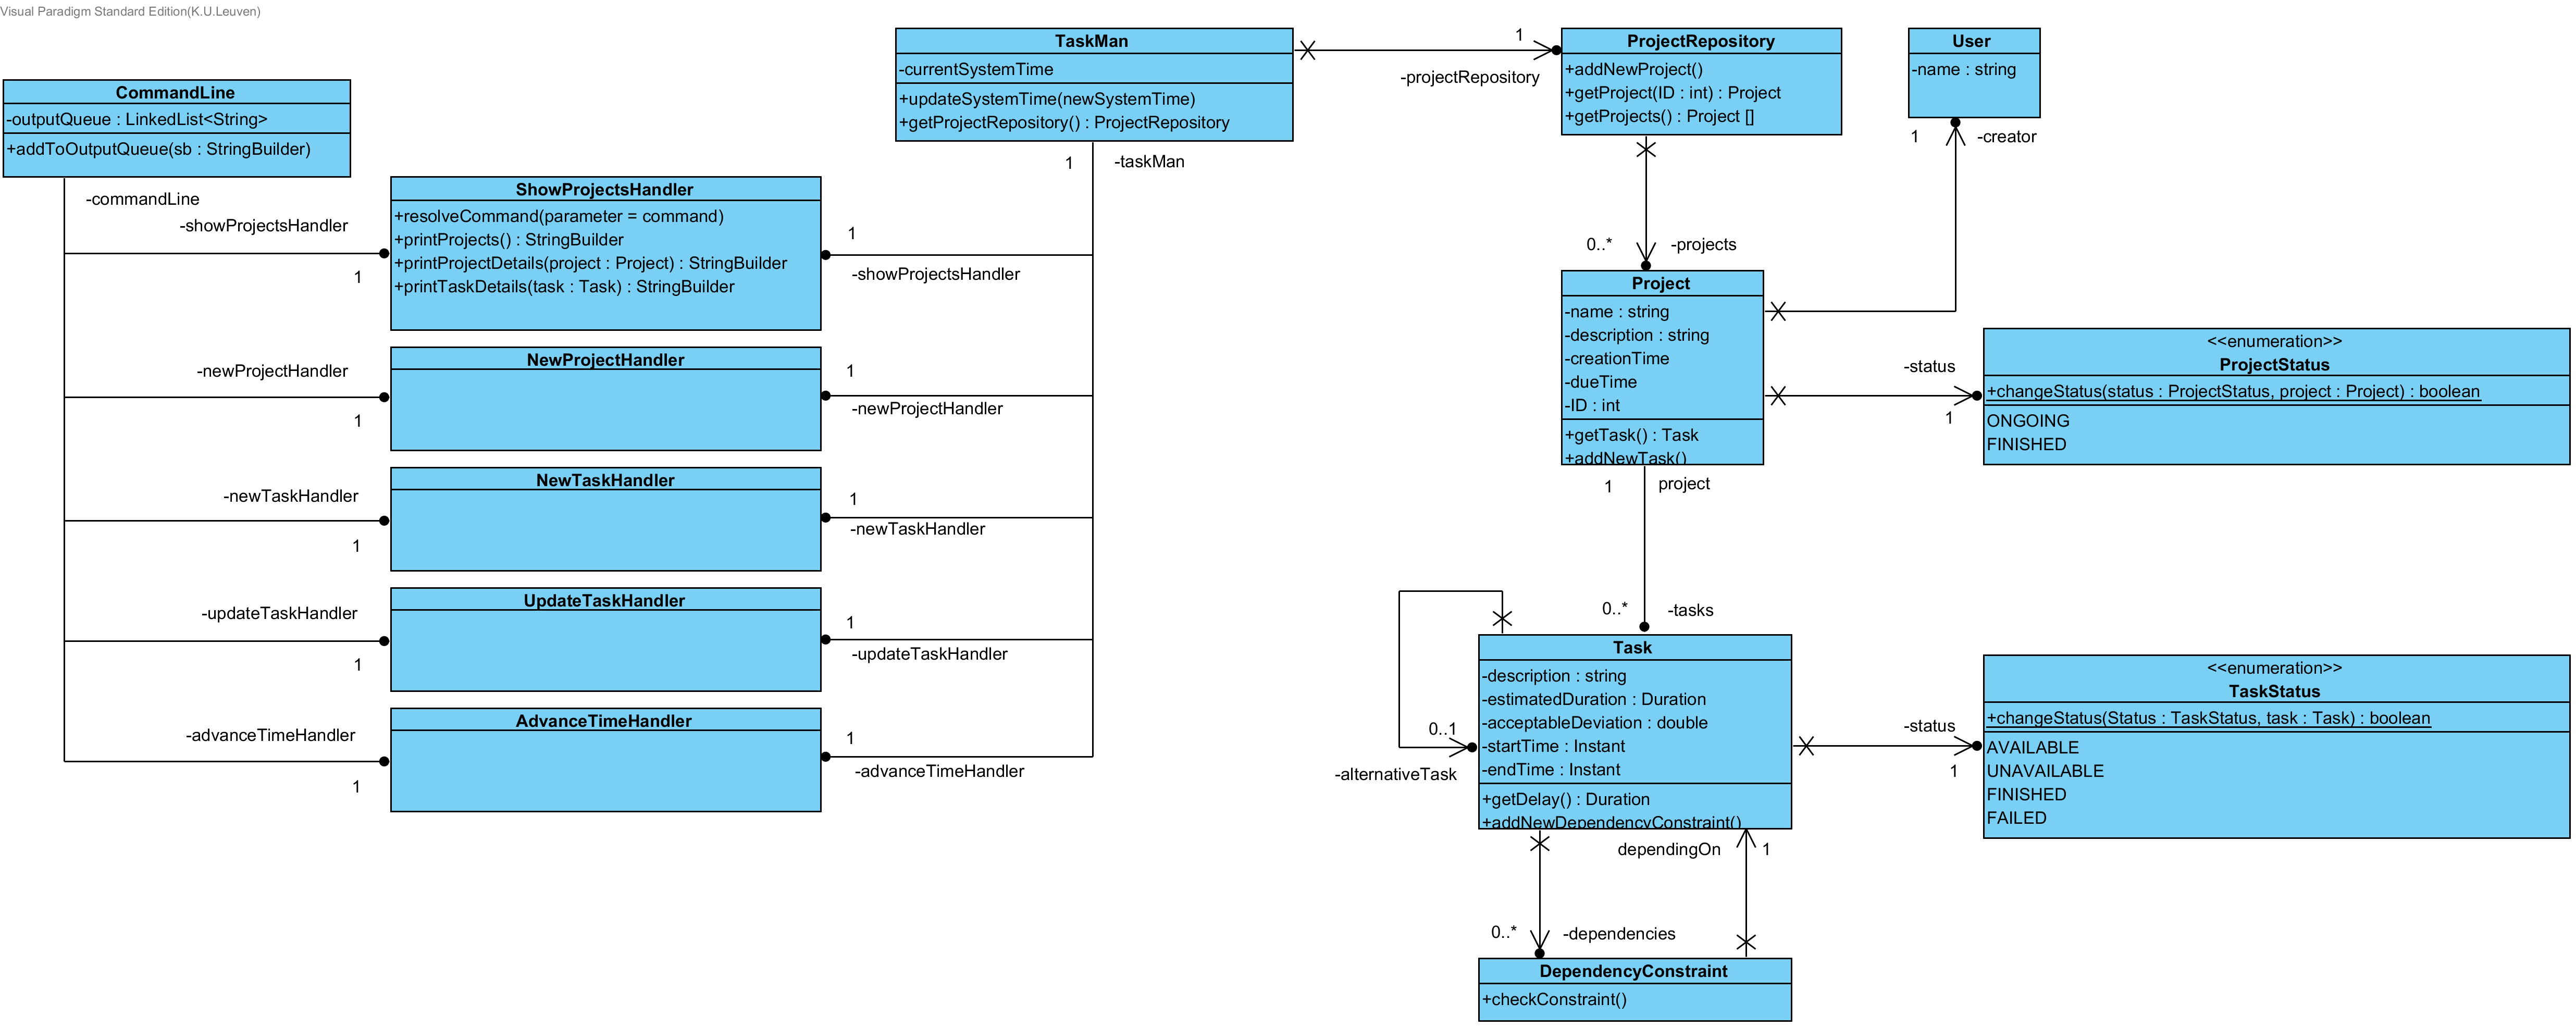 Visual Paradigm Standard Edition(K.U.Leuven)
CommandLine
-outputQueue : LinkedList<String>
+addToOutputQueue(sb : StringBuilder)
-commandLine
-showProjectsHandler
1
-newProjectHandler
1
-newTaskHandler
1
-updateTaskHandler
1
-advanceTimeHandler
1
ShowProjectsHandler
+resolveCommand(parameter = command)
+printProjects() : StringBuilder
+printProjectDetails(project : Project) : StringBuilder
+printTaskDetails(task : Task) : StringBuilder
NewProjectHandler
NewTaskHandler
UpdateTaskHandler
AdvanceTimeHandler
TaskMan
-currentSystemTime
+updateSystemTime(newSystemTime)
+getProjectRepository() : ProjectRepository
1
-taskMan
1
-showProjectsHandler
1
-newProjectHandler
1
-newTaskHandler
1
-updateTaskHandler
1
-advanceTimeHandler
1
-projectRepository
ProjectRepository
+addNewProject()
+getProject(ID : int) : Project
+getProjects() : Project []
0..*
-projects
User
-name : string
1
-creator
Project
-name : string
-description : string
-creationTime
-dueTime
-ID : int
+getTask() : Task
+addNewTask()
-status
1
<<enumeration>>
ProjectStatus
+changeStatus(status : ProjectStatus, project : Project) : boolean
ONGOING
FINISHED
1
project
0..*
-tasks
0..1
-alternativeTask
Task
-description : string
-estimatedDuration : Duration
-acceptableDeviation : double
-startTime : Instant
-endTime : Instant
+getDelay() : Duration
+addNewDependencyConstraint()
-status
1
<<enumeration>>
TaskStatus
+changeStatus(Status : TaskStatus, task : Task) : boolean
AVAILABLE
UNAVAILABLE
FINISHED
FAILED
dependingOn
1
0..*
-dependencies
DependencyConstraint
+checkConstraint()